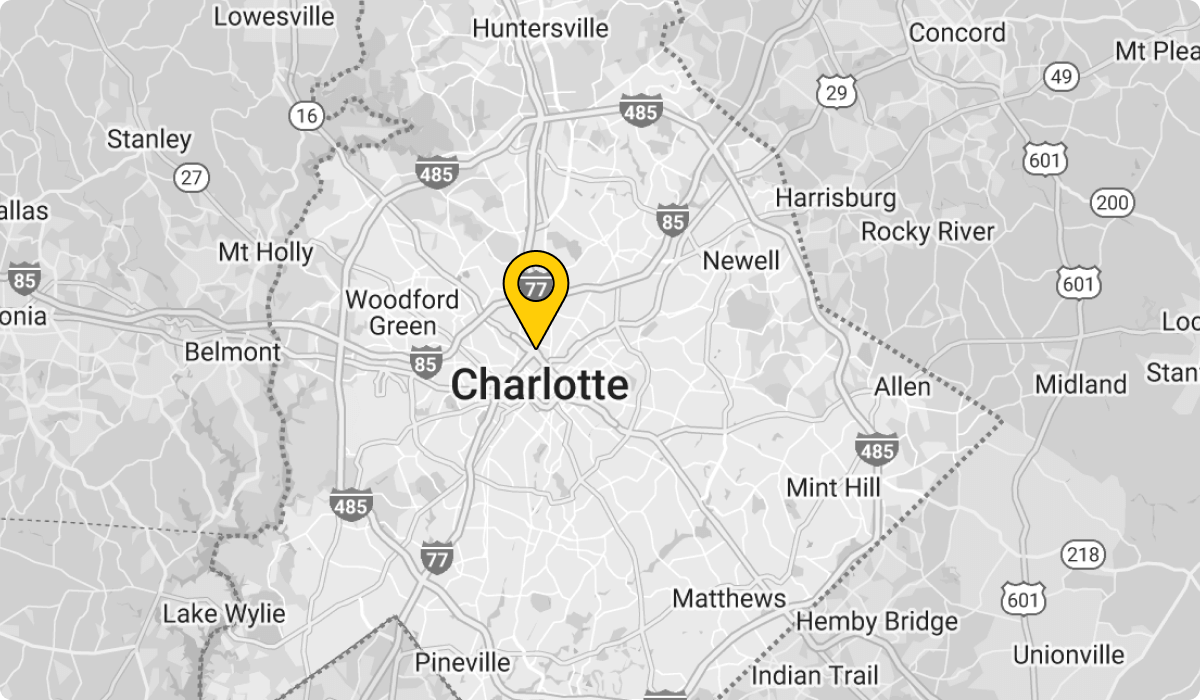 Lowesville
Huntersville
Concord
Mt Plea
49
29
485
16
Stanley
601
485
27
Harrisburg
200
allas
85
Rocky River
Mt Holly
Newell
85
601
77
Woodford
Green
onia
Loc
Belmont
85
Charlotte
Allen
Midland
Stan
485
Mint Hill
485
77
218
Matthews
601
Lake Wylie
Hemby Bridge
Pineville
Unionville
Indian Trail